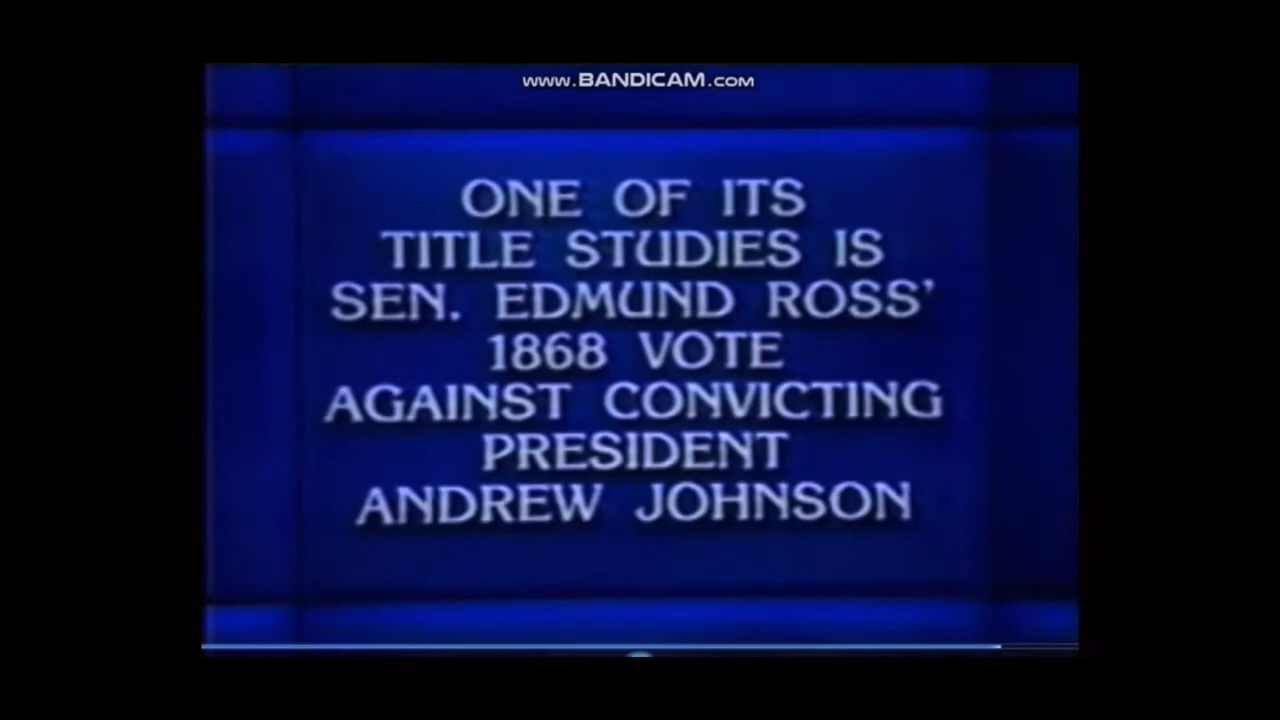 www.BANDICAM.com
ONE OF ITS
TITLE STUDIES IS
SEN. EDMUND ROSS'
1868 VOTE
AGAINST CONVICTING
PRESIDENT
ANDREW JOHNSON